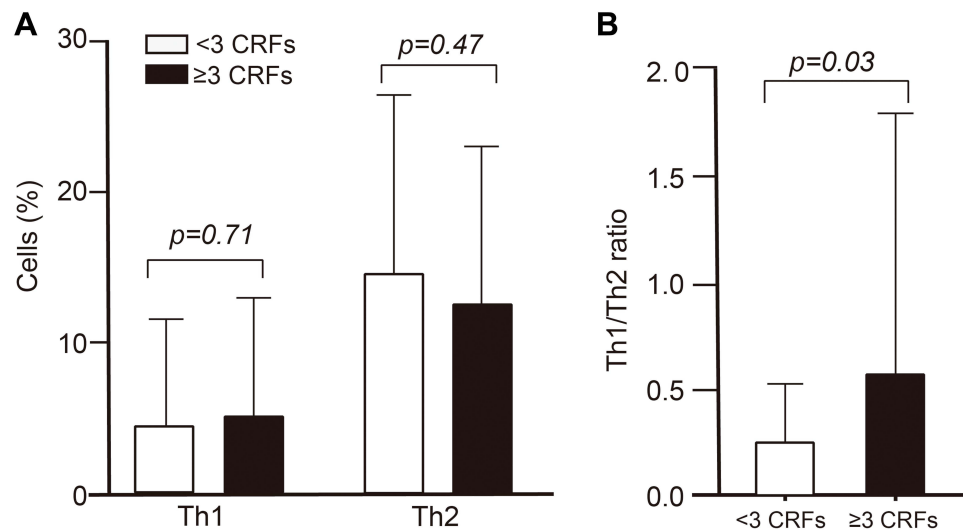 A
<3 CRFs
≥3 CRFs
Cells (%)
30
20
10
0
p=0.71
p=0.47
Th1
Th2
B
Th1/Th2 ratio
2.0
1.5
1.0
0.5
0.0
p=0.03
<3 CRFs
≥3 CRFs